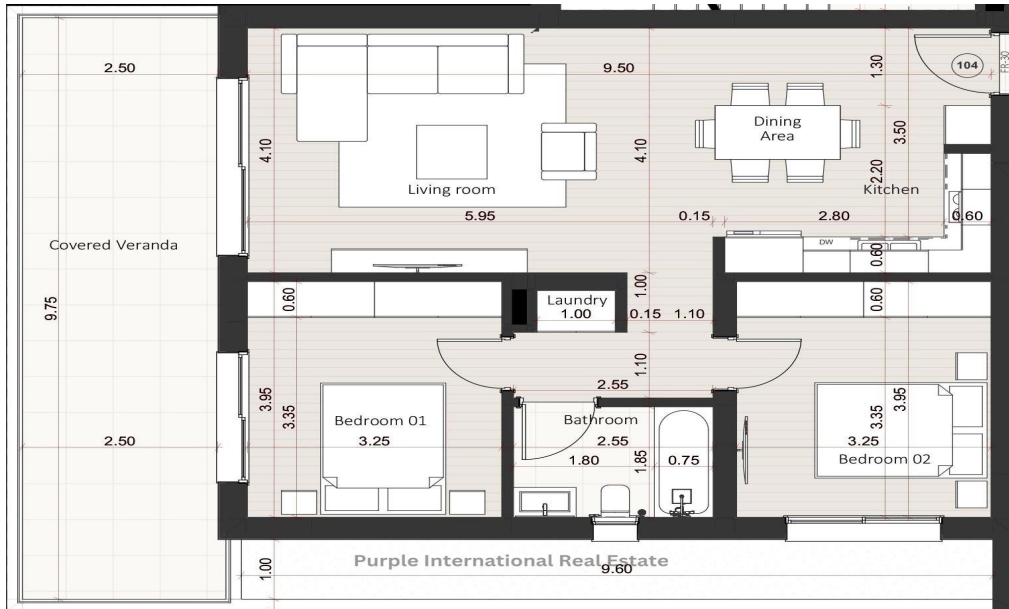 2.50
9.50
1.30
104
FR-30
Dining
Area
4.10
4.10
3.50
2.20
Living room
Kitchen
5.95
0.15
2.80
0.60
Covered Veranda
DW
0.60
9.75
0.60
1.00
Laundry
1.00
0.15
1.10
0.60
1.10
2.55
3.95
3.35
Bedroom 01
3.25
2.50
Bathroom
2.55
1.80
1.85
0.75
3.35
3.95
3.25
Bedroom 02
Purple International Real Estate
1.00
9.60